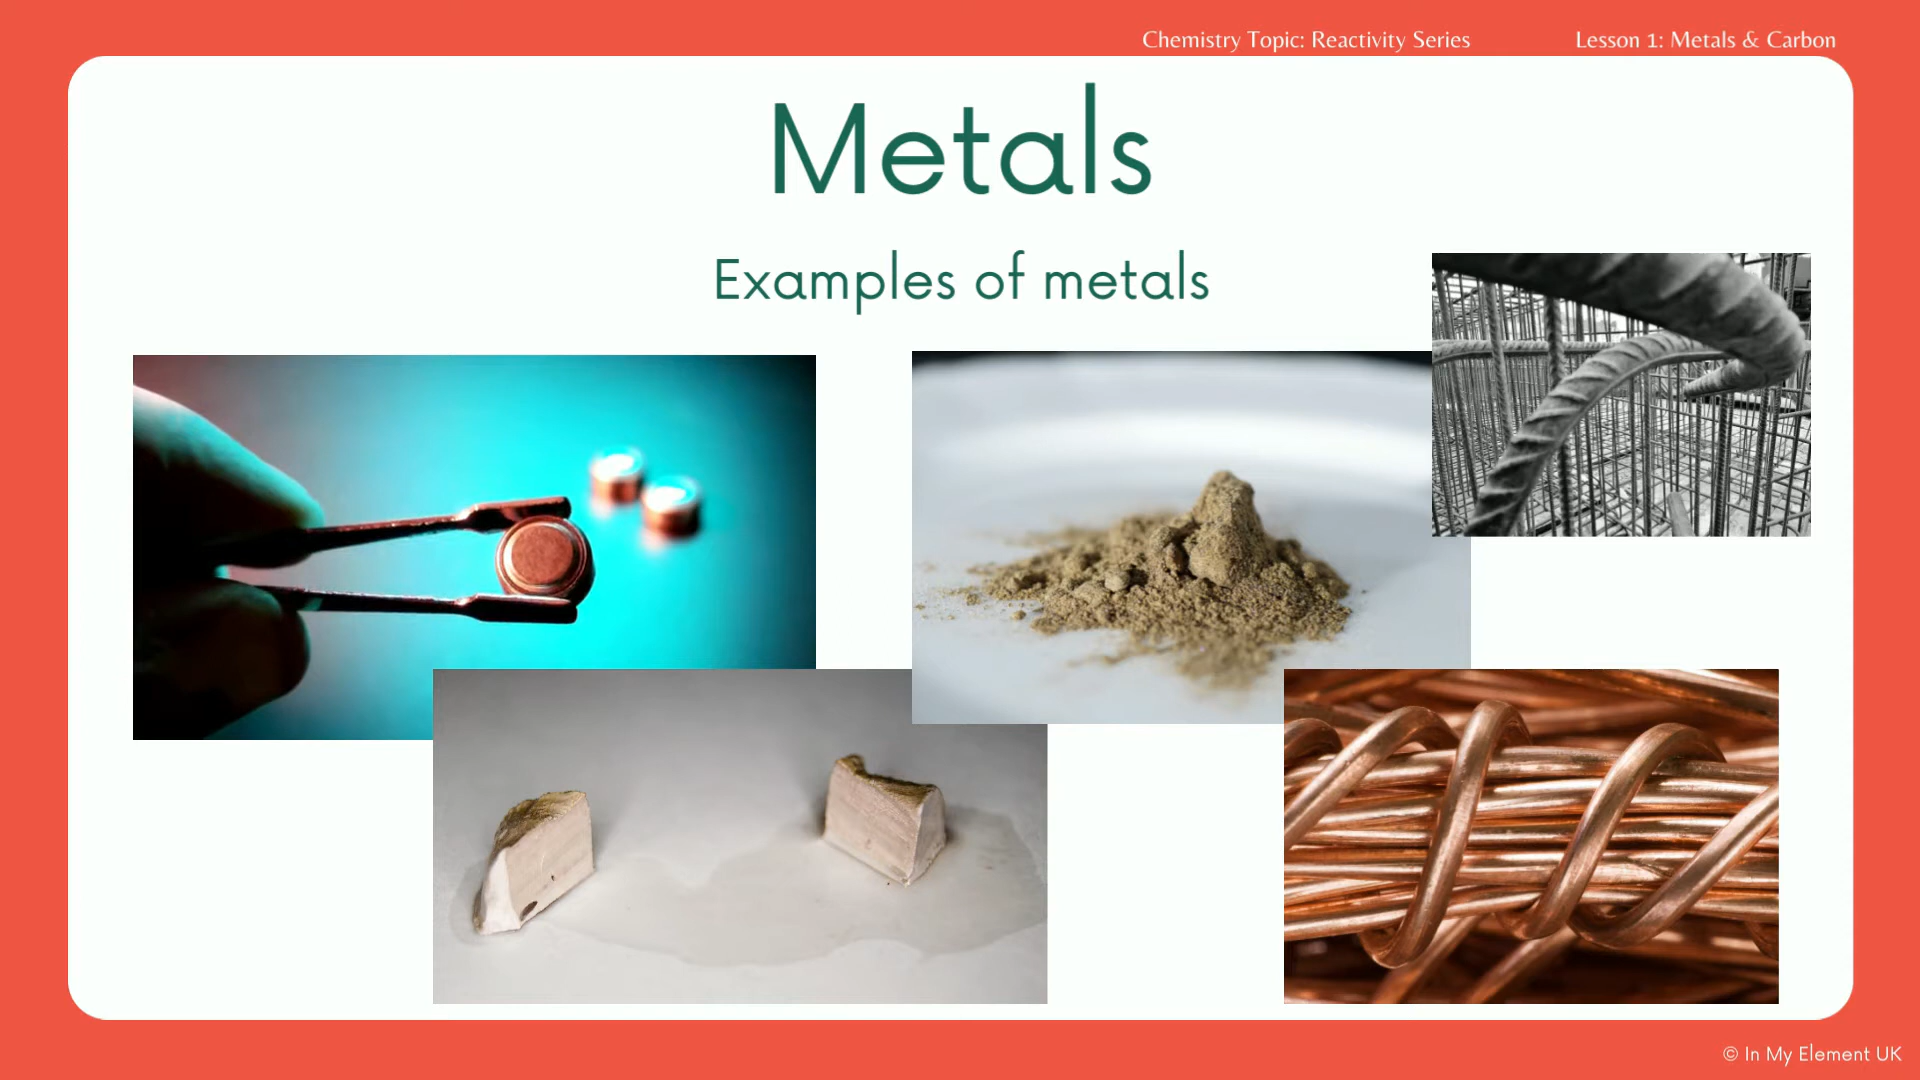 Chemistry Topic: Reactivity Series
Lesson 1: Metals & Carbon
Metals
Examples of metals
© In My Element UK